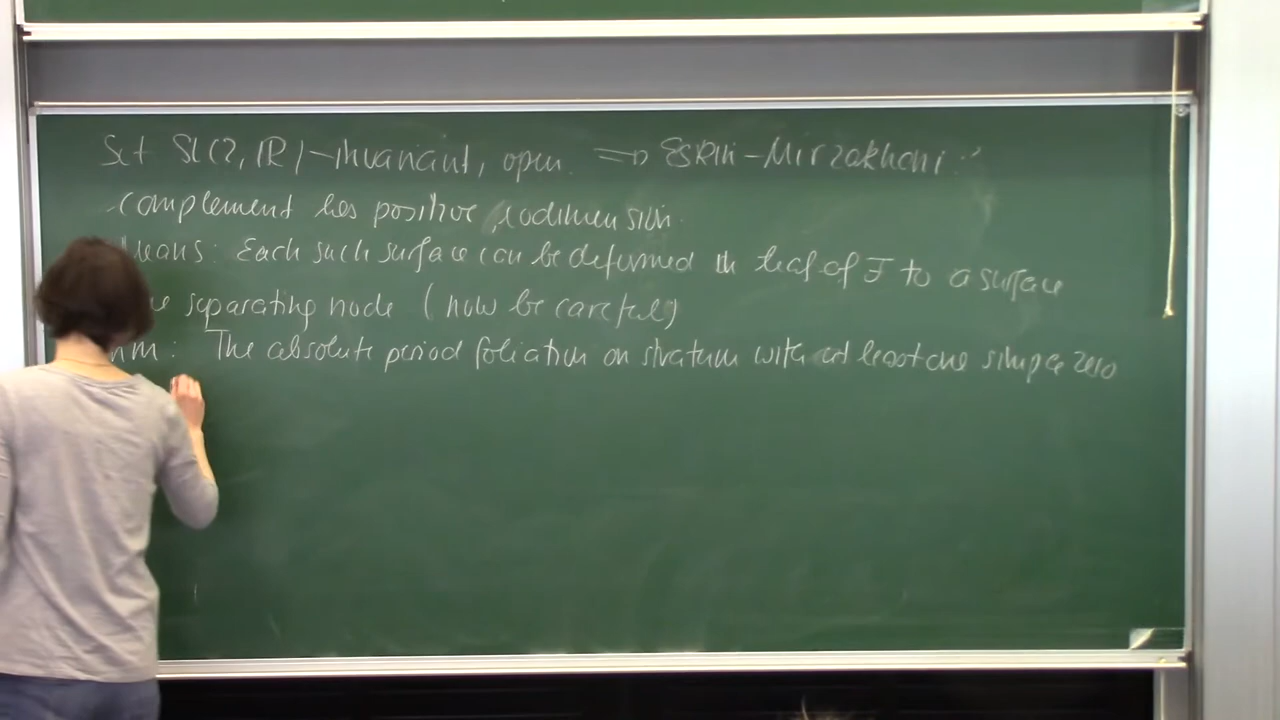 Set SL(2, ℝ)-invariant, open. ⟹ Eskin-Mirzakhani:
complement has positive codimension.
Means: Each such surface can be deformed in leaf of F to a surface
separating node (now be careful)
The absolute period foliation on stratum with at least one simple zero